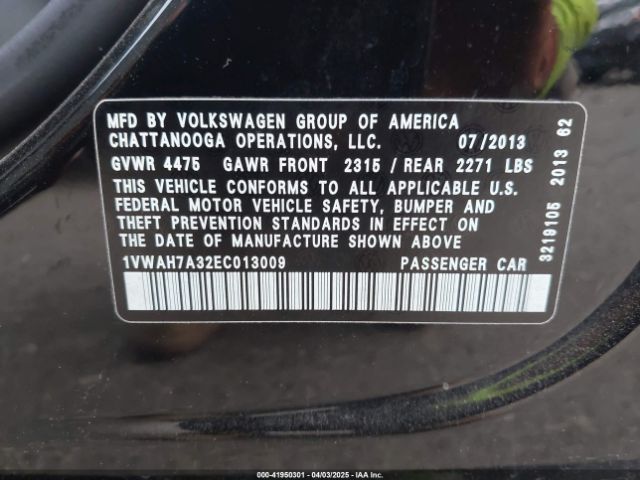 MFD BY VOLKSWAGEN GROUP OF AMERICA
CHATTANOOGA OPERATIONS, LLC. 07/2013
GVWR 4475 GAWR FRONT 2315 / REAR 2271 LBS
THIS VEHICLE CONFORMS TO ALL APPLICABLE U.S.
FEDERAL MOTOR VEHICLE SAFETY, BUMPER AND
THEFT PREVENTION STANDARDS IN EFFECT ON
THE DATE OF MANUFACTURE SHOWN ABOVE
1VWAH7A32EC013009 PASSENGER CAR
3219105 2013 62
000-41950301 - 04/03/2025 - IAA Inc.